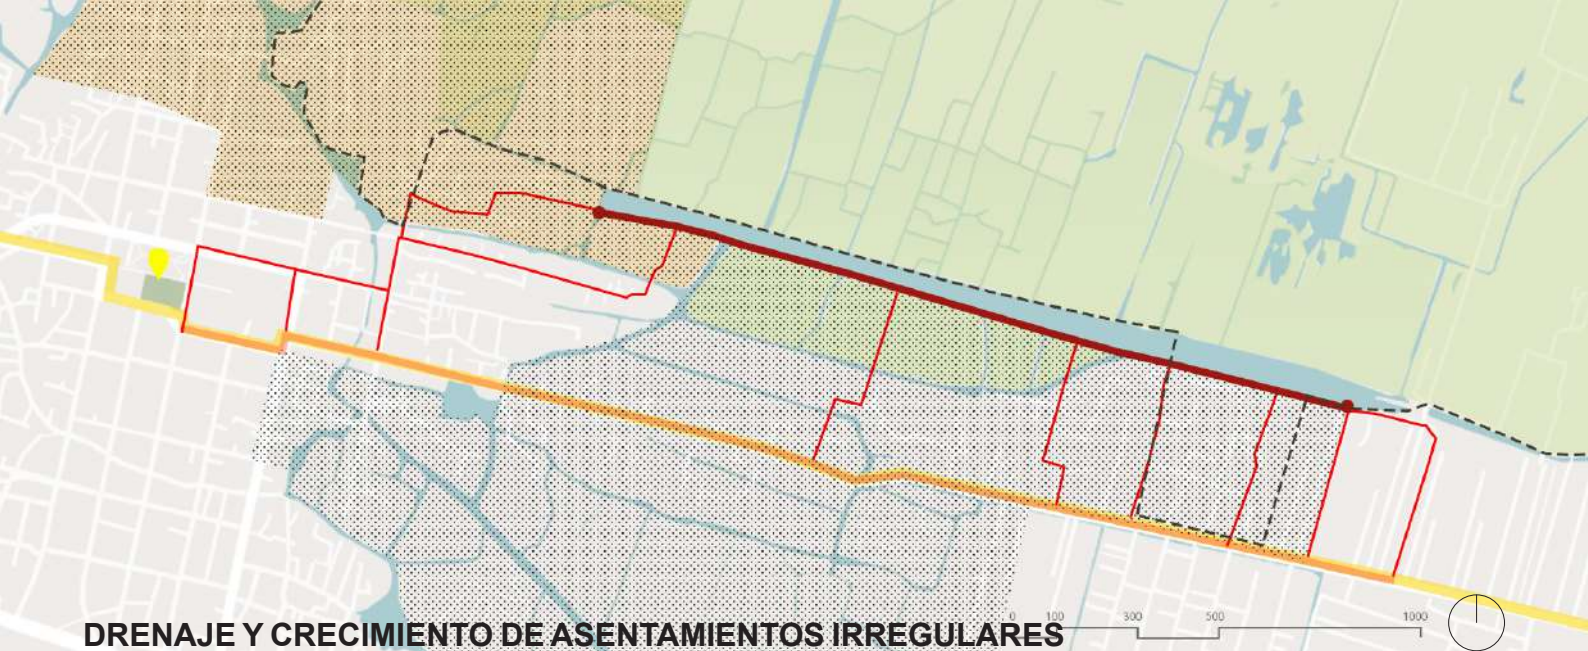 0 100 300 500 1000
DRENAJE Y CRECIMIENTO DE ASENTAMIENTOS IRREGULARES